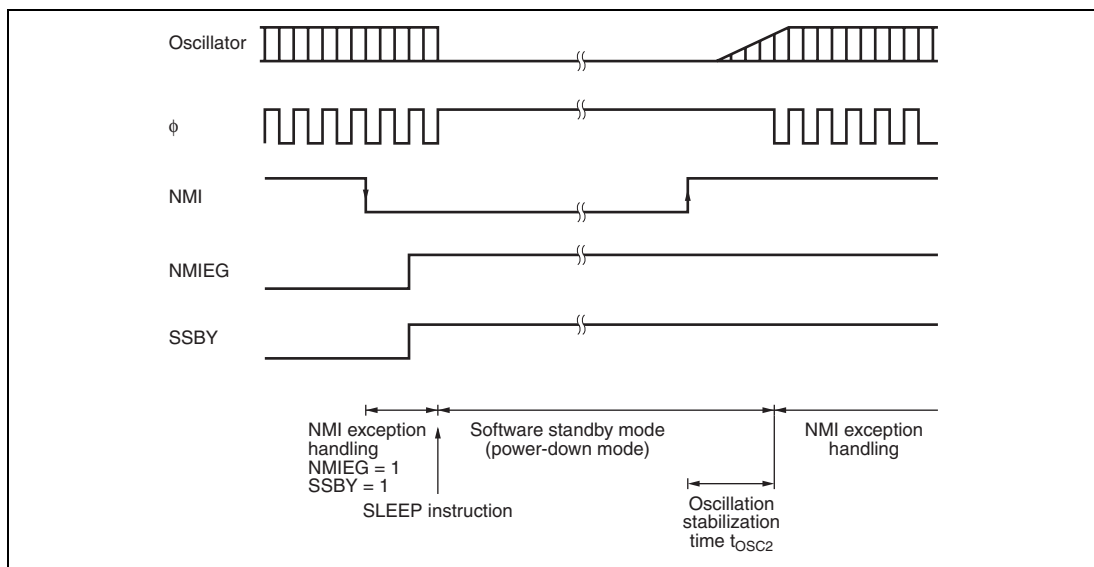 Oscillator
ϕ
NMI
NMIEG
SSBY
NMI exception
handling
NMIEG = 1
SSBY = 1
SLEEP instruction
Software standby mode
(power-down mode)
Oscillation
stabilization
time tOSC2
NMI exception
handling